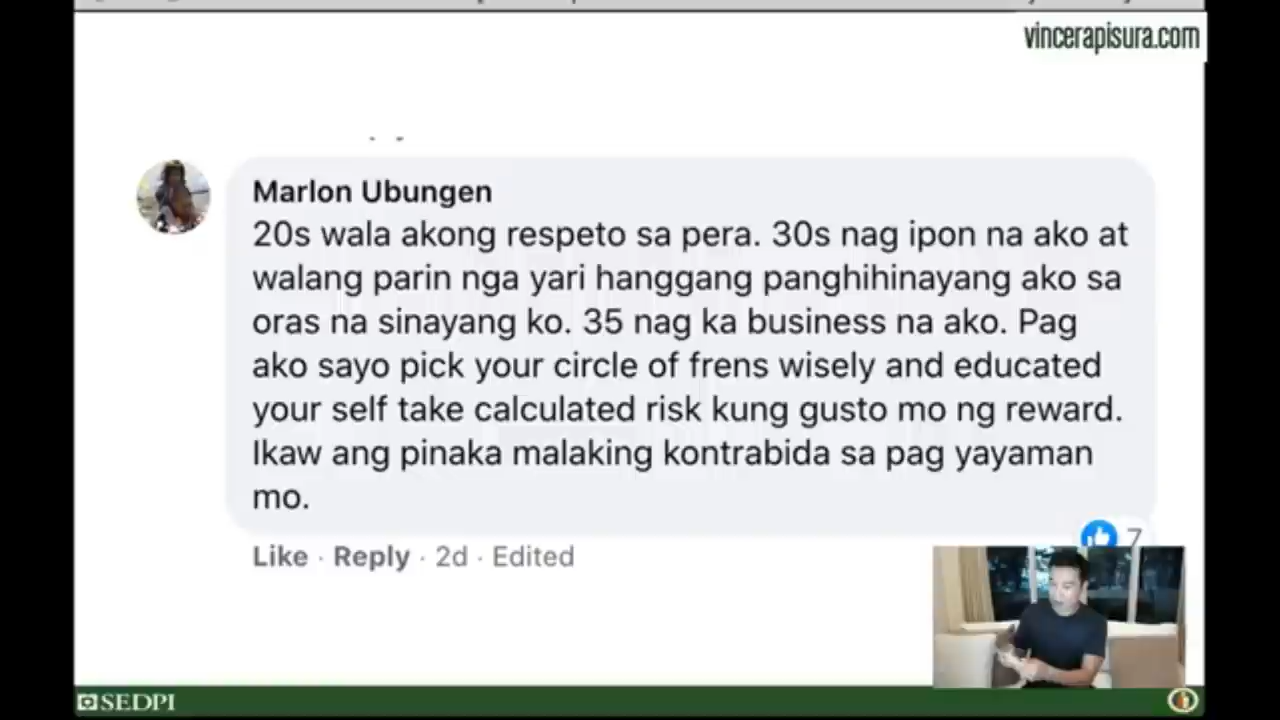 vincerapisura.com
Marlon Ubungen
20s wala akong respeto sa pera. 30s nag ipon na ako at
walang parin nga yari hanggang panghihinayang ako sa
oras na sinayang ko. 35 nag ka business na ako. Pag
ako sayo pick your circle of frens wisely and educated
your self take calculated risk kung gusto mo ng reward.
Ikaw ang pinaka malaking kontrabida sa pag yayaman
mo.
7
Like · Reply · 2d · Edited
SEDPI